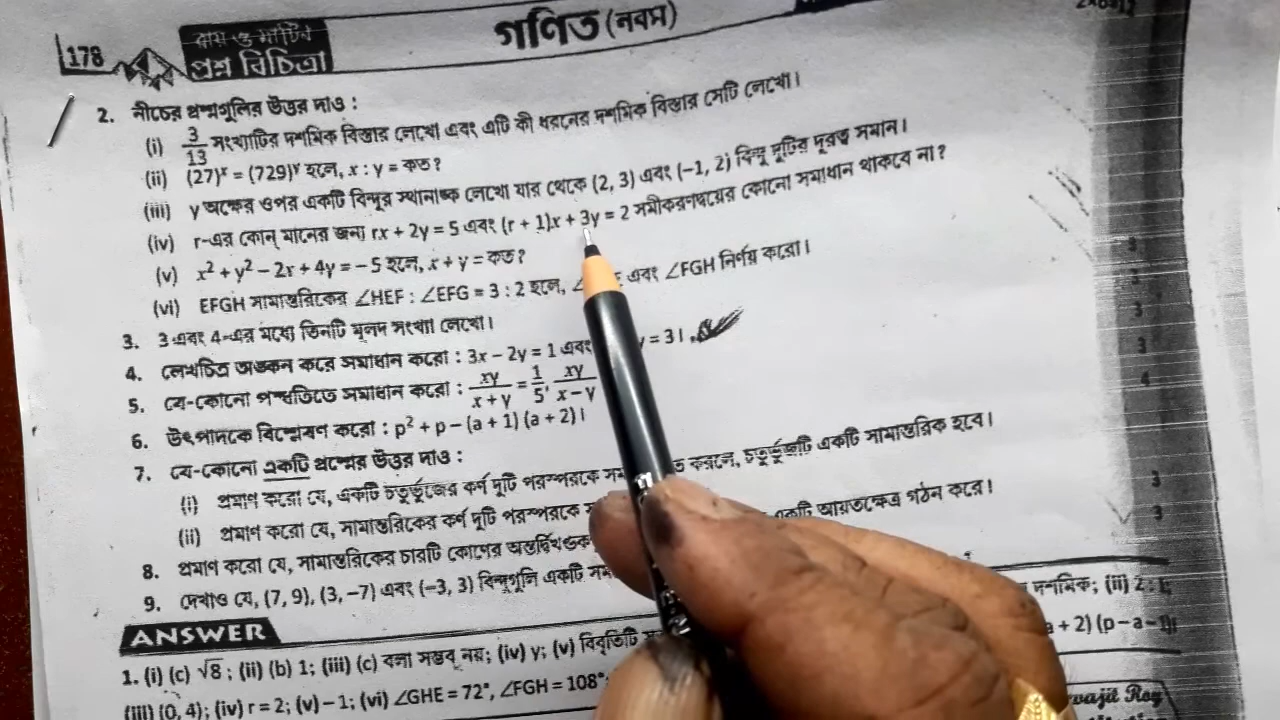 178
প্রশ্ন বিচিত্রা
গণিত (নবম)
2. নীচের প্রশ্নগুলির উত্তর দাও :
(i) 3/13 সংখ্যাটির দশমিক বিস্তার লেখো এবং এটি কী ধরনের দশমিক বিস্তার সেটি লেখো।
(ii) (27)ˣ = (729)ʸ হলে, x : y = কত?
(iii) y অক্ষের ওপর একটি বিন্দুর স্থানাঙ্ক লেখো যার থেকে (2, 3) এবং (−1, 2) বিন্দু দুটির দূরত্ব সমান।
(iv) r-এর কোন্ মানের জন্য rx + 2y = 5 এবং (r + 1)x + 3y = 2 সমীকরণদ্বয়ের কোনো সমাধান থাকবে না?
(v) x² + y² − 2x + 4y = −5 হলে, x + y = কত?
(vi) EFGH সামান্তরিকের ∠HEF : ∠EFG = 3 : 2 হলে, এবং ∠FGH নির্ণয় করো।
3. 3 এবং 4-এর মধ্যে তিনটি মূলদ সংখ্যা লেখো।
4. লেখচিত্র অঙ্কন করে সমাধান করো : 3x − 2y = 1 এবং y = 3।
5. যে-কোনো পদ্ধতিতে সমাধান করো : xy/(x + y) = 1/5, xy/(x − y)
6. উৎপাদকে বিশ্লেষণ করো : p² + p − (a + 1) (a + 2)।
7. যে-কোনো একটি প্রশ্নের উত্তর দাও :
(i) প্রমাণ করো যে, একটি চতুর্ভুজের কর্ণ দুটি পরস্পরকে করলে, চতুর্ভুজটি একটি সামান্তরিক হবে।
(ii) প্রমাণ করো যে, সামান্তরিকের কর্ণ দুটি পরস্পরকে
8. প্রমাণ করো যে, সামান্তরিকের চারটি কোণের অন্তর্দ্বিখণ্ডক একটি আয়তক্ষেত্র গঠন করে।
9. দেখাও যে, (7, 9), (3, −7) এবং (−3, 3) বিন্দুগুলি একটি
ANSWER
1. (i) (c) √8; (ii) (b) 1; (iii) (c) বলা সম্ভব নয়; (iv) y; (v) বিবৃতিটি দশমিক; (ii) 2 : 1;
(iii) (0, 4); (iv) r = 2; (v) − 1; (vi) ∠GHE = 72°, ∠FGH = 108°; + 2) (p − a − 1)
Roy